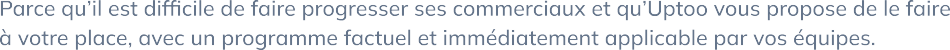 Parce qu’il est difficile de faire progresser ses commerciaux et qu’Uptoo vous propose de le faire
à votre place, avec un programme factuel et immédiatement applicable par vos équipes.